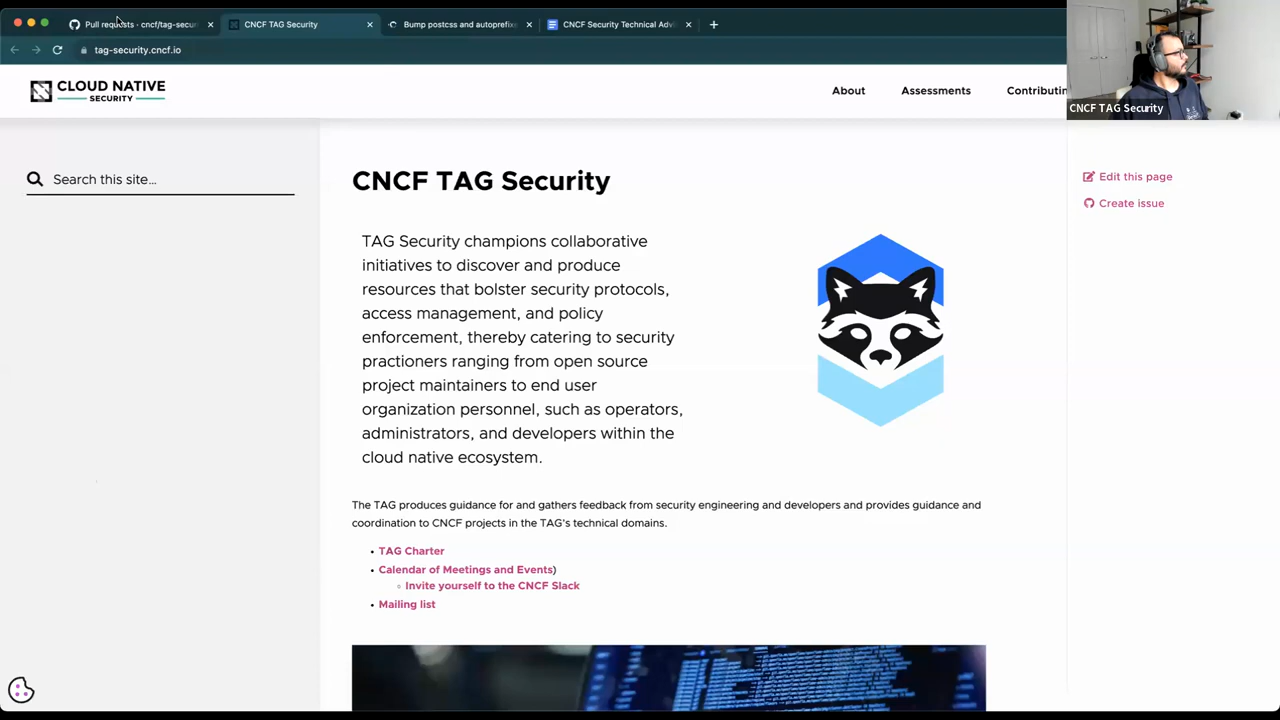 Pull requests · cncf/tag-secur
CNCF TAG Security
Bump postcss and autoprefixe
CNCF Security Technical Advi
tag-security.cncf.io
CLOUD NATIVE
SECURITY
About
Assessments
Contributin
CNCF TAG Security
Search this site...
CNCF TAG Security
Edit this page
Create issue
TAG Security champions collaborative
initiatives to discover and produce
resources that bolster security protocols,
access management, and policy
enforcement, thereby catering to security
practioners ranging from open source
project maintainers to end user
organization personnel, such as operators,
administrators, and developers within the
cloud native ecosystem.
The TAG produces guidance for and gathers feedback from security engineering and developers and provides guidance and
coordination to CNCF projects in the TAG's technical domains.
• TAG Charter
• Calendar of Meetings and Events)
◦ Invite yourself to the CNCF Slack
• Mailing list